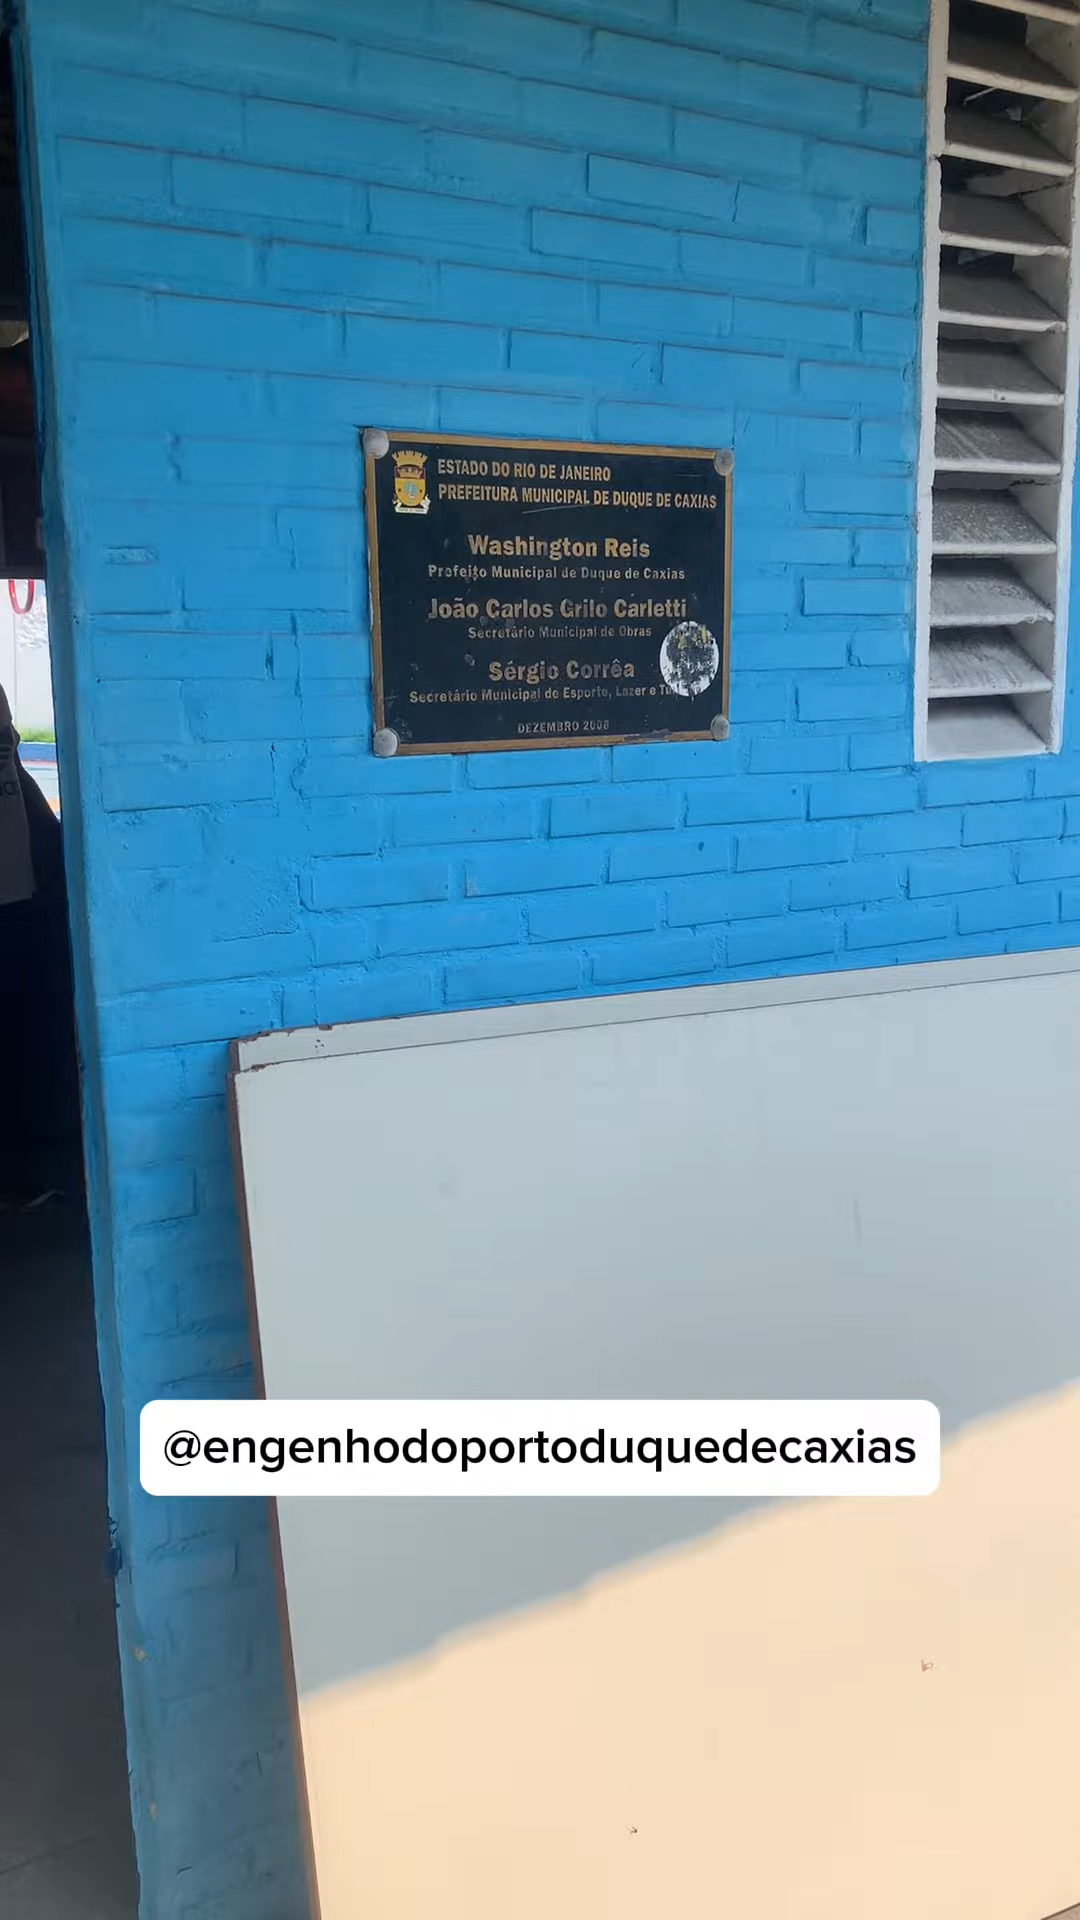 ESTADO DO RIO DE JANEIRO
PREFEITURA MUNICIPAL DE DUQUE DE CAXIAS
Washington Reis
Prefeito Municipal de Duque de Caxias
João Carlos Grilo Carletti
Secretário Municipal de Obras
Sérgio Corrêa
Secretário Municipal de Esporte, Lazer e
DEZEMBRO 2008
@engenhodoportoduquedecaxias